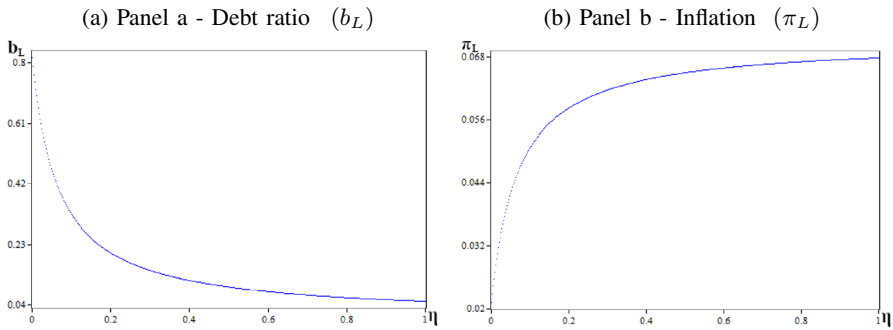 (a) Panel a - Debt ratio (b_L)
b_L
0.8
0.61
0.42
0.23
0.04
0 0.2 0.4 0.6 0.8 1 η
(b) Panel b - Inflation (π_L)
π_L
0.068
0.056
0.044
0.032
0.02
0 0.2 0.4 0.6 0.8 1 η